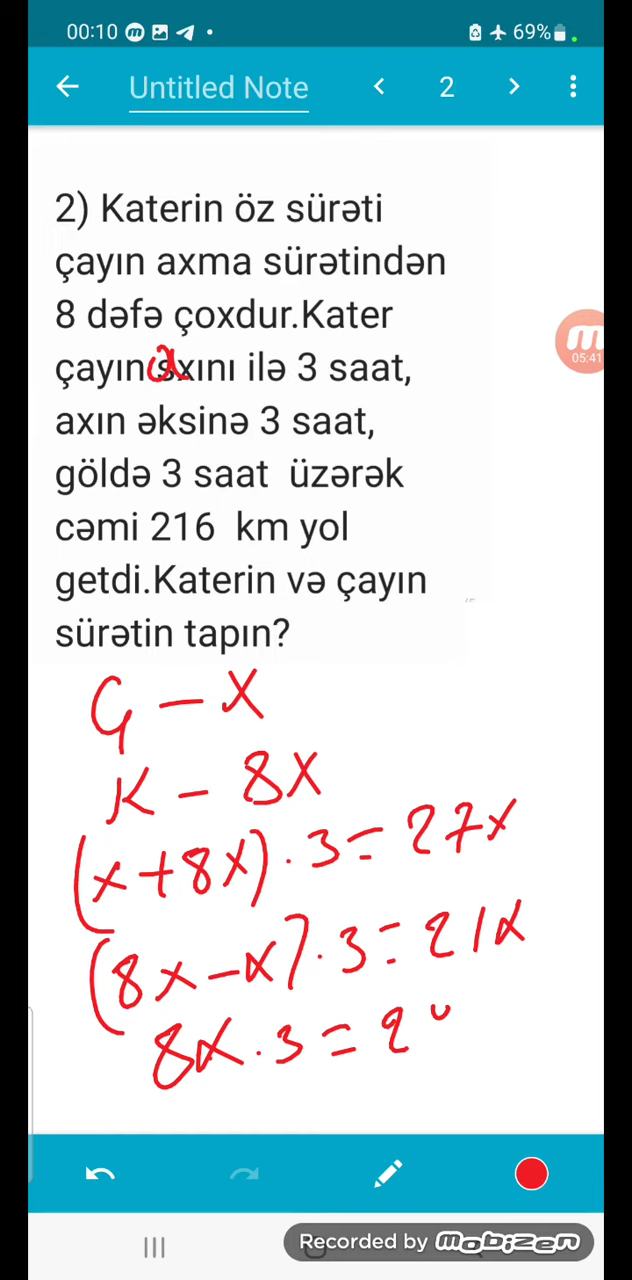 00:10 69%
Untitled Note 2
2) Katerin öz sürəti
çayın axma sürətindən
8 dəfə çoxdur.Kater
çayın axını ilə 3 saat,
05:41
axın əksinə 3 saat,
göldə 3 saat üzərək
cəmi 216 km yol
getdi.Katerin və çayın
sürətin tapın?
Ç - x
K - 8x
(x+8x)·3=27x
(8x-x)·3=21x
8x·3=2
Recorded by mobizen